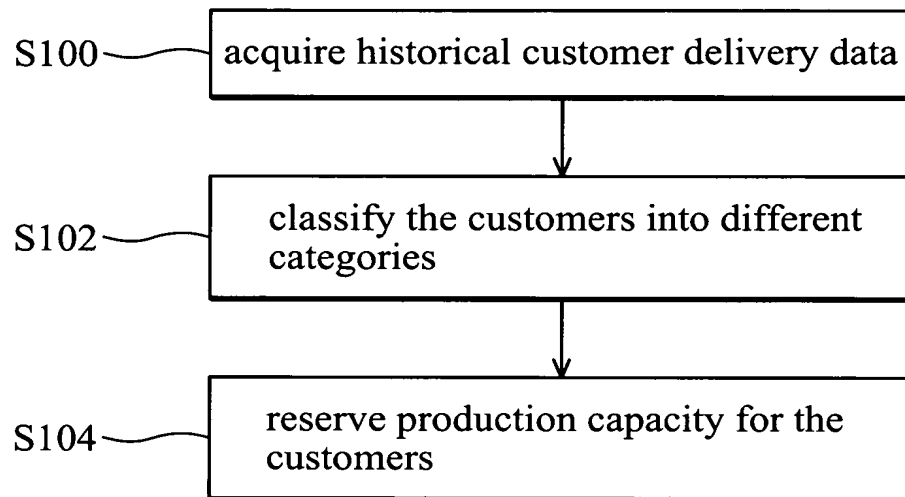 S100 acquire historical customer delivery data
S102 classify the customers into different
categories
S104 reserve production capacity for the
customers